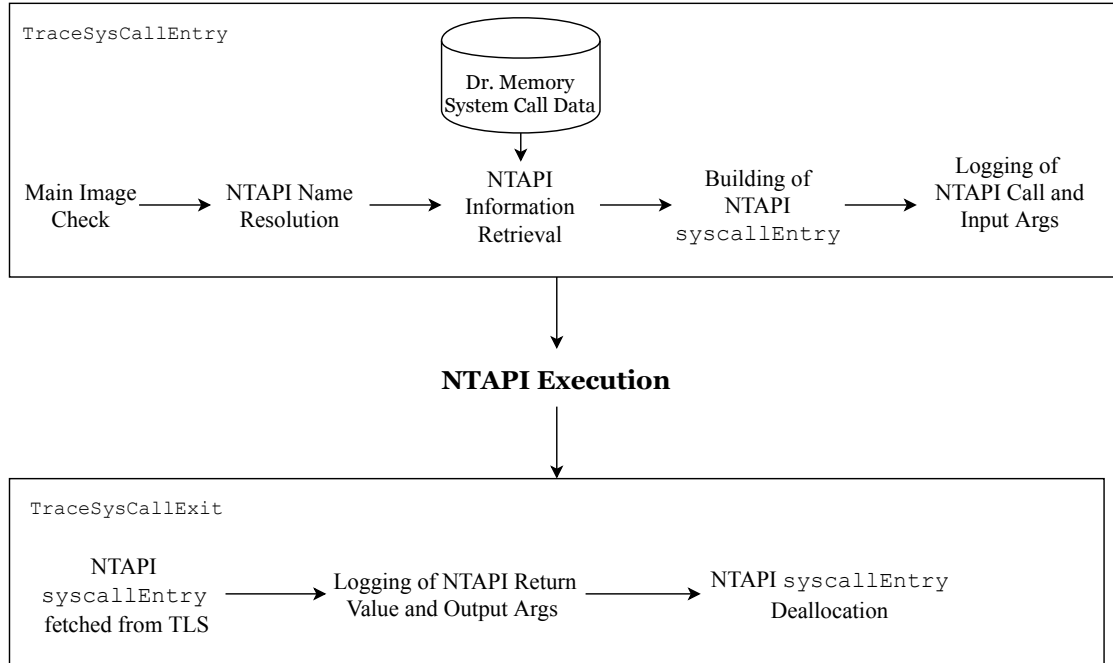 TraceSysCallEntry
Dr. Memory
System Call Data
Main Image
Check
NTAPI Name
Resolution
NTAPI
Information
Retrieval
Building of
NTAPI
syscallEntry
Logging of
NTAPI Call and
Input Args
NTAPI Execution
TraceSysCallExit
NTAPI
syscallEntry
fetched from TLS
Logging of NTAPI Return
Value and Output Args
NTAPI syscallEntry
Deallocation